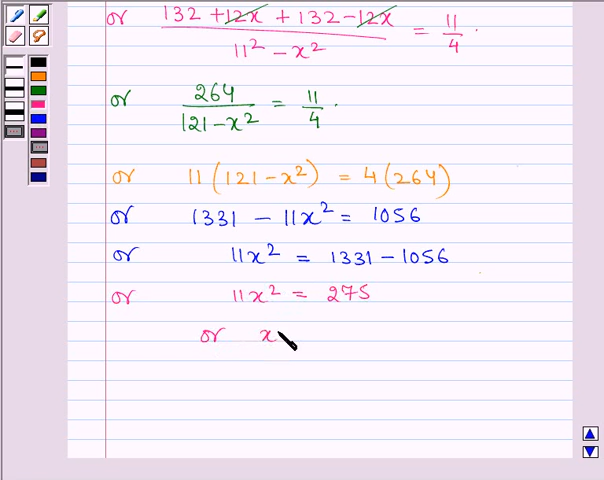 or (132 + 12x + 132 - 12x) / (11² - x²) = 11/4.
or 264 / (121 - x²) = 11/4.
or 11(121 - x²) = 4(264)
or 1331 - 11x² = 1056
or 11x² = 1331 - 1056
or 11x² = 275
or x